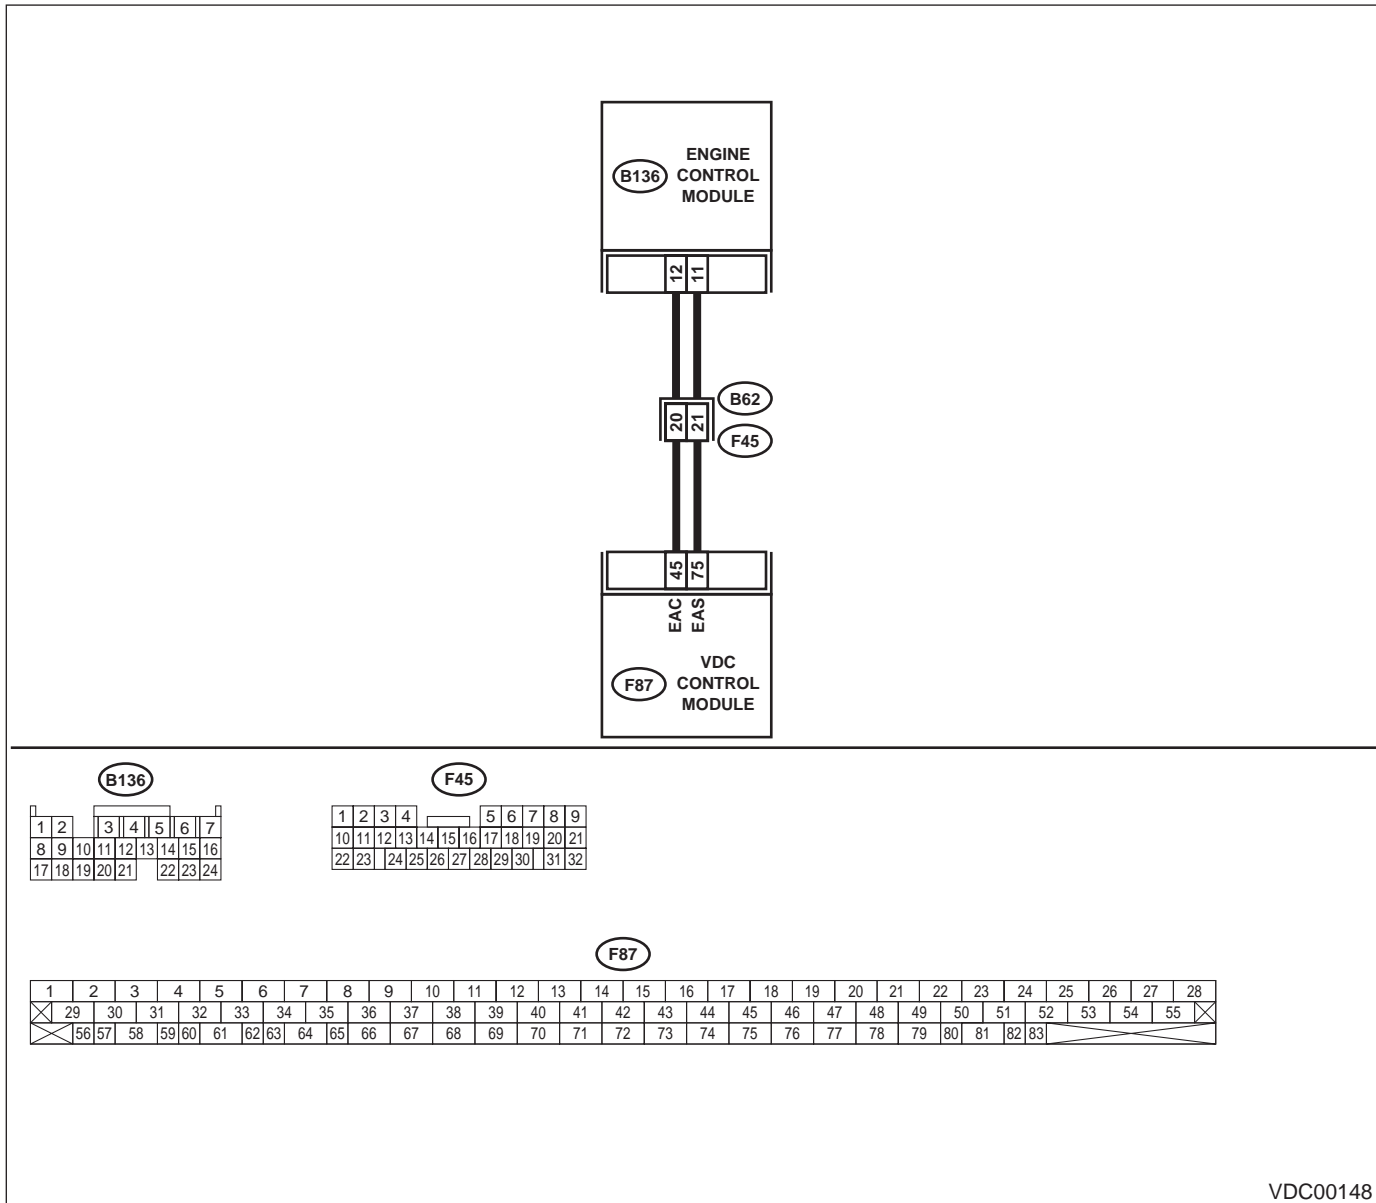 ENGINE
B136 CONTROL
MODULE
12 11
B62
20 21
F45
45 75
EAC EAS
VDC
F87 CONTROL
MODULE
B136
1 2 3 4 5 6 7
8 9 10 11 12 13 14 15 16
17 18 19 20 21 22 23 24
F45
1 2 3 4 5 6 7 8 9
10 11 12 13 14 15 16 17 18 19 20 21
22 23 24 25 26 27 28 29 30 31 32
F87
1 2 3 4 5 6 7 8 9 10 11 12 13 14 15 16 17 18 19 20 21 22 23 24 25 26 27 28
29 30 31 32 33 34 35 36 37 38 39 40 41 42 43 44 45 46 47 48 49 50 51 52 53 54 55
56 57 58 59 60 61 62 63 64 65 66 67 68 69 70 71 72 73 74 75 76 77 78 79 80 81 82 83
VDC00148